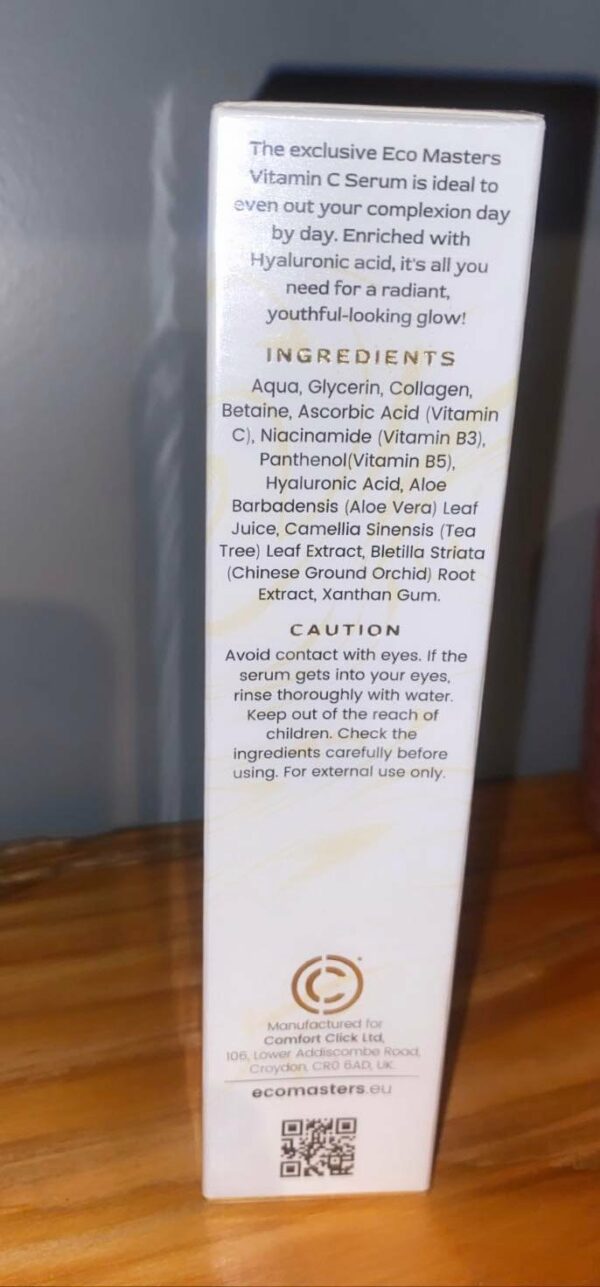 The exclusive Eco Masters
Vitamin C Serum is ideal to
even out your complexion day
by day. Enriched with
Hyaluronic acid, it's all you
need for a radiant,
youthful-looking glow!
INGREDIENTS
Aqua, Glycerin, Collagen,
Betaine, Ascorbic Acid (Vitamin
C), Niacinamide (Vitamin B3),
Panthenol(Vitamin B5),
Hyaluronic Acid, Aloe
Barbadensis (Aloe Vera) Leaf
Juice, Camellia Sinensis (Tea
Tree) Leaf Extract, Bletilla Striata
(Chinese Ground Orchid) Root
Extract, Xanthan Gum.
CAUTION
Avoid contact with eyes. If the
serum gets into your eyes,
rinse thoroughly with water.
Keep out of the reach of
children. Check the
ingredients carefully before
using. For external use only.
Manufactured for
Comfort Click Ltd,
106, Lower Addiscombe Road,
Croydon, CR0 6AD, UK
ecomasters.eu